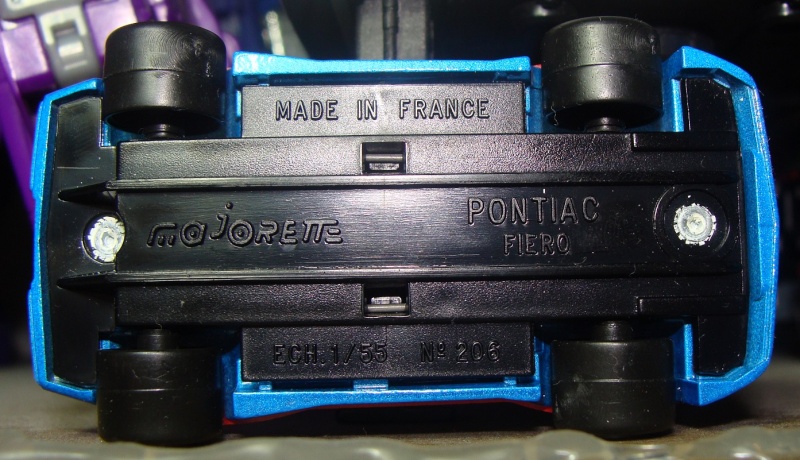 MADE IN FRANCE
majorette
PONTIAC
FIERO
ECH. 1/55 Nº 206